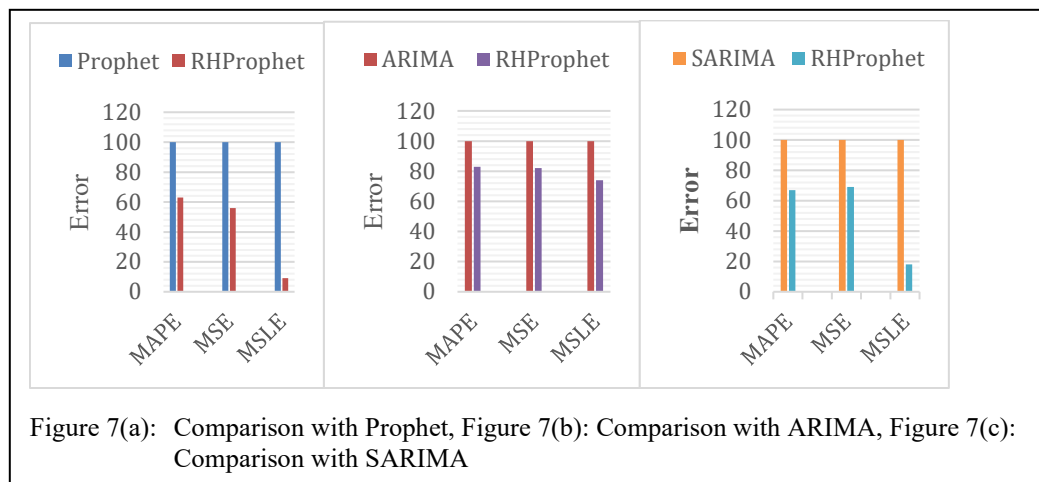 Prophet RHProphet
Error
120
100
80
60
40
20
0
MAPE
MSE
MSLE
ARIMA RHProphet
Error
120
100
80
60
40
20
0
MAPE
MSE
MSLE
SARIMA RHProphet
Error
120
100
80
60
40
20
0
MAPE
MSE
MSLE
Figure 7(a): Comparison with Prophet, Figure 7(b): Comparison with ARIMA, Figure 7(c):
Comparison with SARIMA